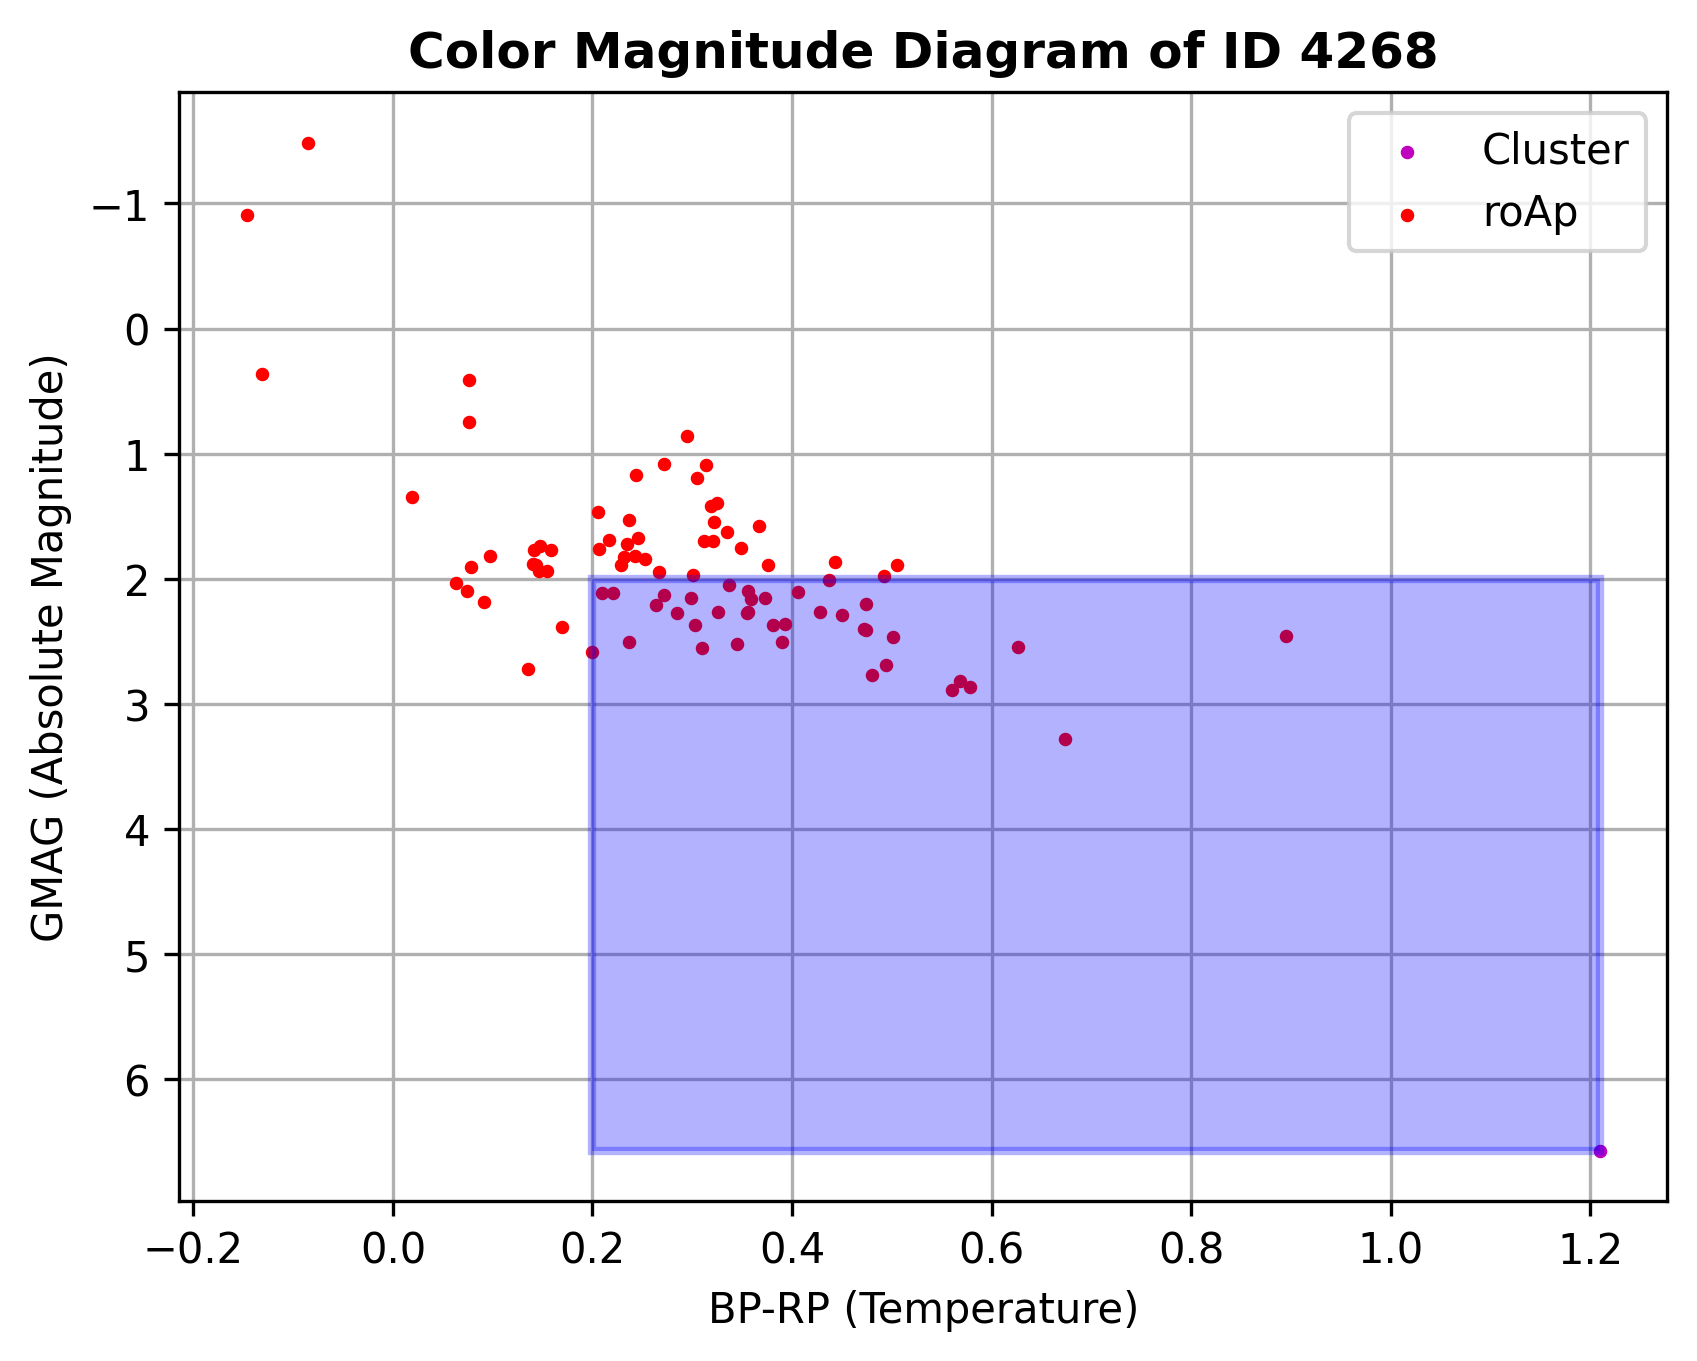 Color Magnitude Diagram of ID 4268
Cluster
roAp
GMAG (Absolute Magnitude)
−1
0
1
2
3
4
5
6
−0.2 0.0 0.2 0.4 0.6 0.8 1.0 1.2
BP-RP (Temperature)